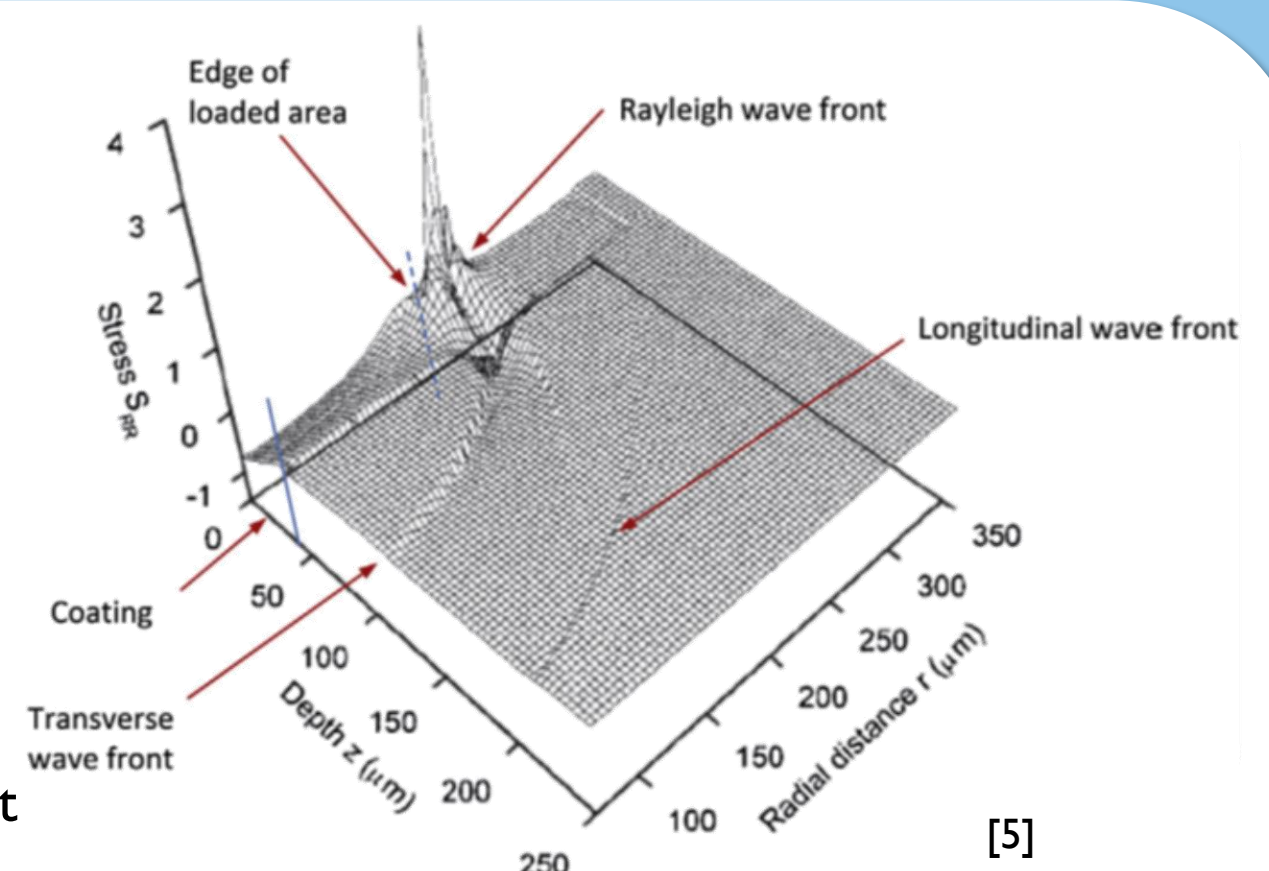 Edge of
loaded area
Rayleigh wave front
4
3
2
1
0
-1
Stress S_RR
Longitudinal wave front
0
50
100
150
200
250
Depth z (μm)
350
300
250
200
150
100
Radial distance r (μm)
Coating
Transverse
wave front
t
[5]